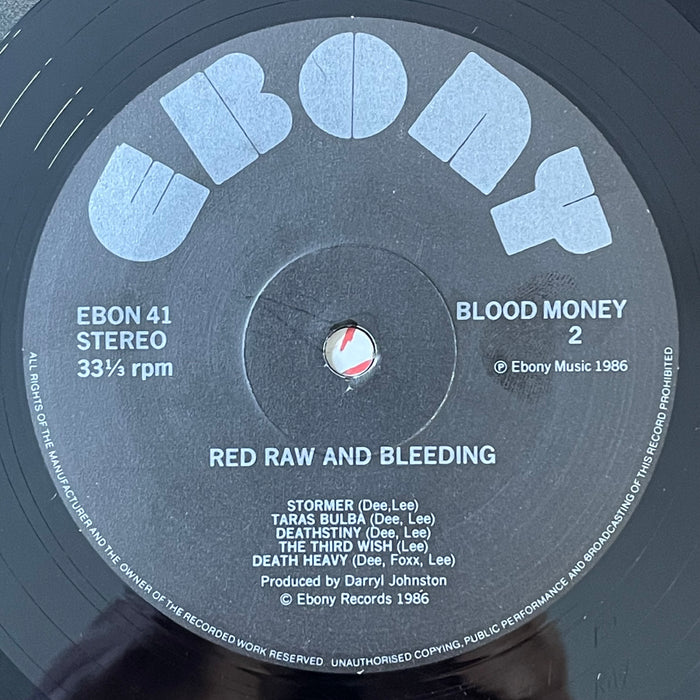 EBONY
EBON 41
STEREO
33⅓ rpm
BLOOD MONEY
2
℗ Ebony Music 1986
RED RAW AND BLEEDING
STORMER (Dee,Lee)
TARAS BULBA (Dee, Lee)
DEATHSTINY (Dee, Lee)
THE THIRD WISH (Lee)
DEATH HEAVY (Dee, Foxx, Lee)
Produced by Darryl Johnston
© Ebony Records 1986
ALL RIGHTS OF THE MANUFACTURER AND THE OWNER OF THE RECORDED WORK RESERVED. UNAUTHORISED COPYING, PUBLIC PERFORMANCE AND BROADCASTING OF THIS RECORD PROHIBITED